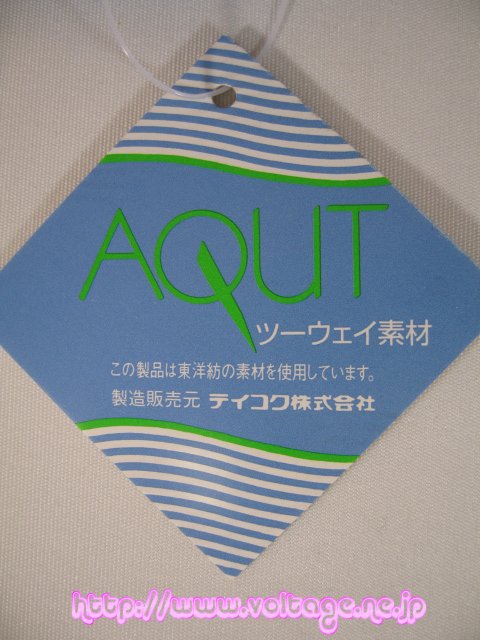 AQUT
ツーウェイ素材
この製品は東洋紡の素材を使用しています。
製造販売元 テイコク株式会社
http://www.voltage.ne.jp